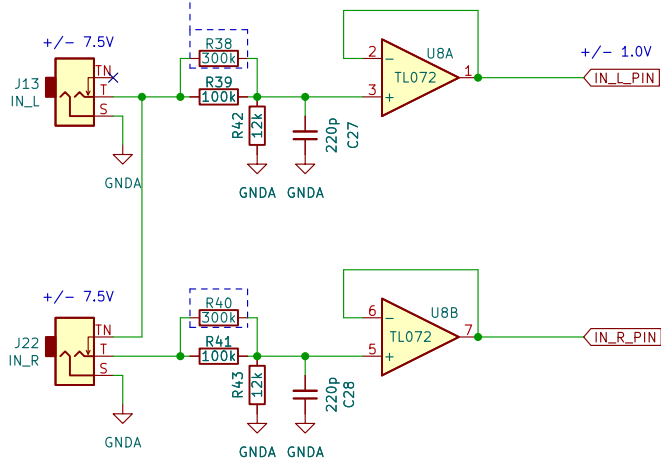 +/- 7.5V
J13
IN_L
TN
T
S
GNDA
R38
300k
R39
100k
R42
12k
GNDA
220p
C27
GNDA
2
3
U8A
TL072
1
+/- 1.0V
IN_L_PIN
+/- 7.5V
J22
IN_R
TN
T
S
GNDA
R40
300k
R41
100k
R43
12k
GNDA
220p
C28
GNDA
6
5
U8B
TL072
7
IN_R_PIN